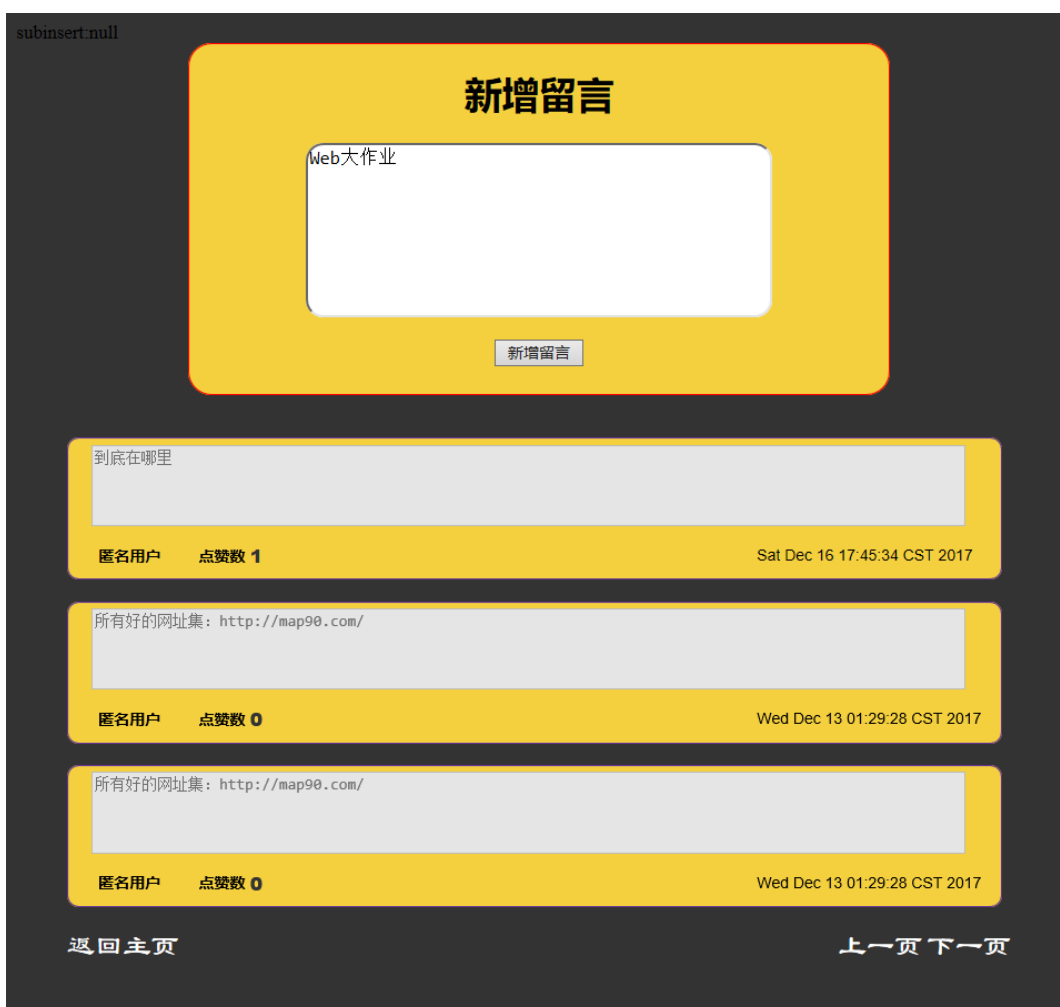 subinsert:null
新增留言
Web大作业
新增留言
到底在哪里
匿名用户 点赞数 1 Sat Dec 16 17:45:34 CST 2017
所有好的网址集：http://map90.com/
匿名用户 点赞数 0 Wed Dec 13 01:29:28 CST 2017
所有好的网址集：http://map90.com/
匿名用户 点赞数 0 Wed Dec 13 01:29:28 CST 2017
返回主页 上一页 下一页